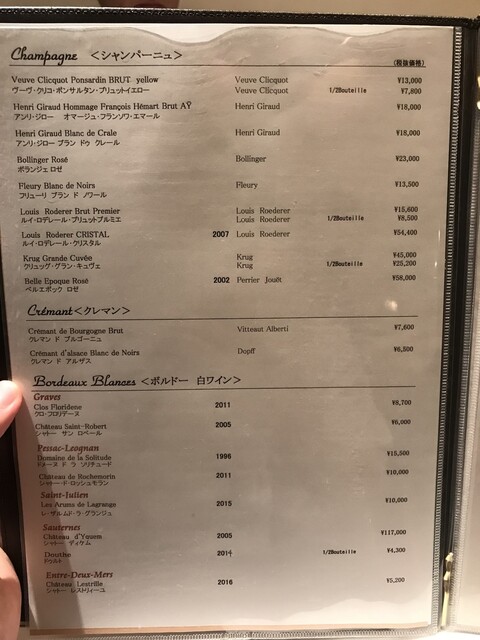 Champagne <シャンパーニュ>
(税抜価格)
Veuve Clicquot Ponsardin BRUT yellow Veuve Clicquot ¥13,000
ヴーヴ・クリコ・ポンサルダン・ブリュットイエロー Veuve Clicquot 1/2Bouteille ¥7,800
Henri Giraud Hommage François Hémart Brut AŸ Henri Giraud ¥18,000
アンリ・ジロー オマージュ・フランソワ・エマール
Henri Giraud Blanc de Crale Henri Giraud ¥18,000
アンリ・ジロー ブラン ドゥ クレール
Bollinger Rosé Bollinger ¥23,000
ボランジェ ロゼ
Fleury Blanc de Noirs Fleury ¥13,500
フリューリ ブラン ド ノワール
Louis Roderer Brut Premier Louis Roederer ¥15,600
ルイ・ロデレール・ブリュットプルミエ Louis Roederer 1/2Bouteille ¥8,500
Louis Roderer CRISTAL 2007 Louis Roederer ¥54,400
ルイ・ロデレール・クリスタル
Krug Grande Cuvée Krug ¥45,000
クリュッグ・グラン・キュヴェ Krug 1/2Bouteille ¥25,200
Belle Epoque Rosé 2002 Perrier Jouët ¥58,000
ベルエポック ロゼ
Crémant<クレマン>
Crémant de Bourgogne Brut Vitteaut Alberti ¥7,600
クレマン ド ブルゴーニュ
Crémant d'alsace Blanc de Noirs Dopff ¥6,500
クレマン ド アルザス
Bordeaux Blances <ボルドー 白ワイン>
Graves
Clos Floridene 2011 ¥8,700
クロ・フロリデーヌ
Château Saint-Robert 2005 ¥6,000
シャトー サン ロベール
Pessac-Leognan
Domaine de la Solitude 1996 ¥15,500
ドメーヌ ド ラ ソリチュード
Château de Rochemorin 2011 ¥10,000
シャトー・ド・ロッシュモラン
Saint-Julien
Les Arums de Lagrange 2015 ¥10,000
レ・ザルムド・ラ・グランジュ
Sauternes
Château d'Yquem 2005 ¥117,000
シャトー ディケム
Douthe 2014 1/2Bouteille ¥4,300
ドゥルト
Entre-Deux-Mers
Château Lestrille 2016 ¥5,200
シャトー レストリィーユ